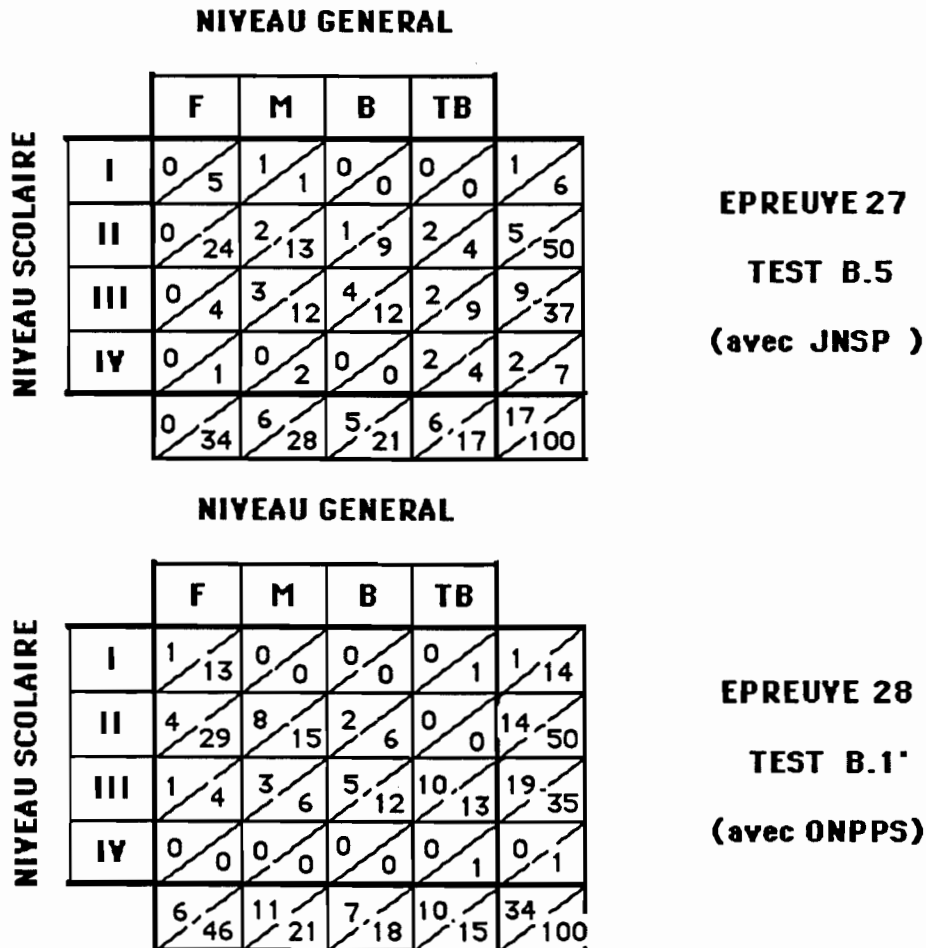 NIVEAU GENERAL
F M B TB
NIVEAU SCOLAIRE
I 0/5 1/1 0/0 0/0 1/6
II 0/24 2/13 1/9 2/4 5/50
III 0/4 3/12 4/12 2/9 9/37
IV 0/1 0/2 0/0 2/4 2/7
0/34 6/28 5/21 6/17 17/100
EPREUVE 27
TEST B.5
(avec JNSP )
NIVEAU GENERAL
F M B TB
NIVEAU SCOLAIRE
I 1/13 0/0 0/0 0/1 1/14
II 4/29 8/15 2/6 0/0 14/50
III 1/4 3/6 5/12 10/13 19/35
IV 0/0 0/0 0/0 0/1 0/1
6/46 11/21 7/18 10/15 34/100
EPREUVE 28
TEST B.1'
(avec ONPPS)